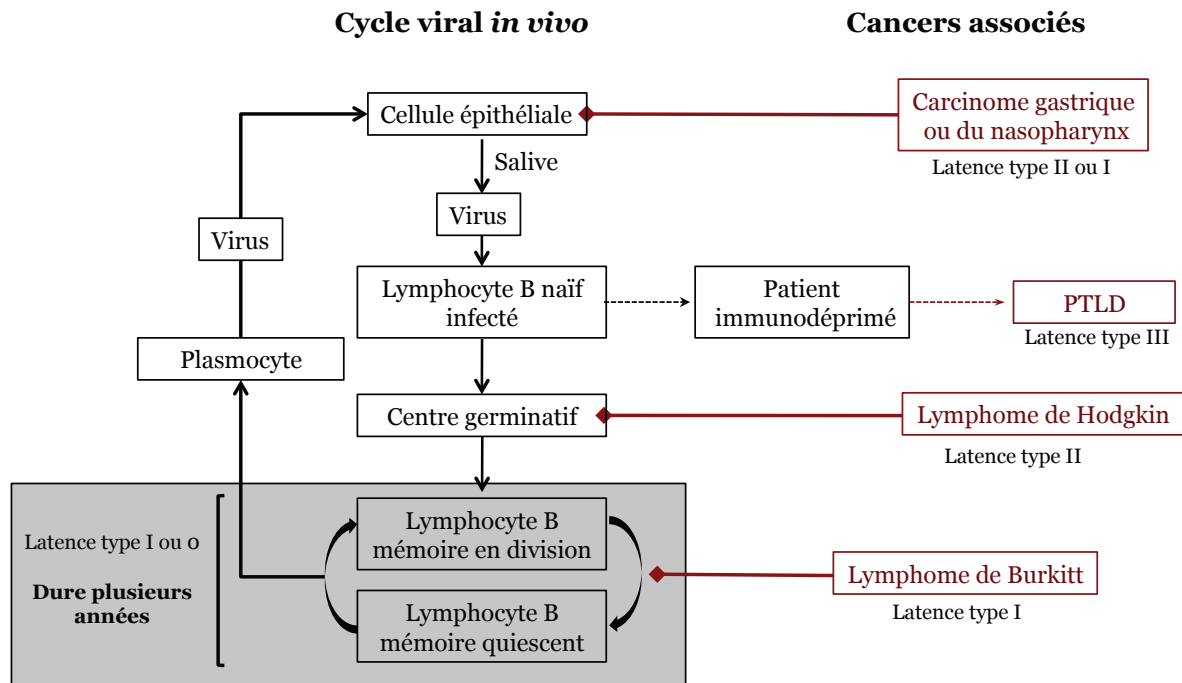 Cycle viral in vivo
Cancers associés
Cellule épithéliale
Carcinome gastrique
ou du nasopharynx
Latence type II ou I
Salive
Virus
Virus
Lymphocyte B naïf
infecté
Patient
immunodéprimé
PTLD
Latence type III
Plasmocyte
Centre germinatif
Lymphome de Hodgkin
Latence type II
Latence type I ou 0
Dure plusieurs
années
Lymphocyte B
mémoire en division
Lymphocyte B
mémoire quiescent
Lymphome de Burkitt
Latence type I